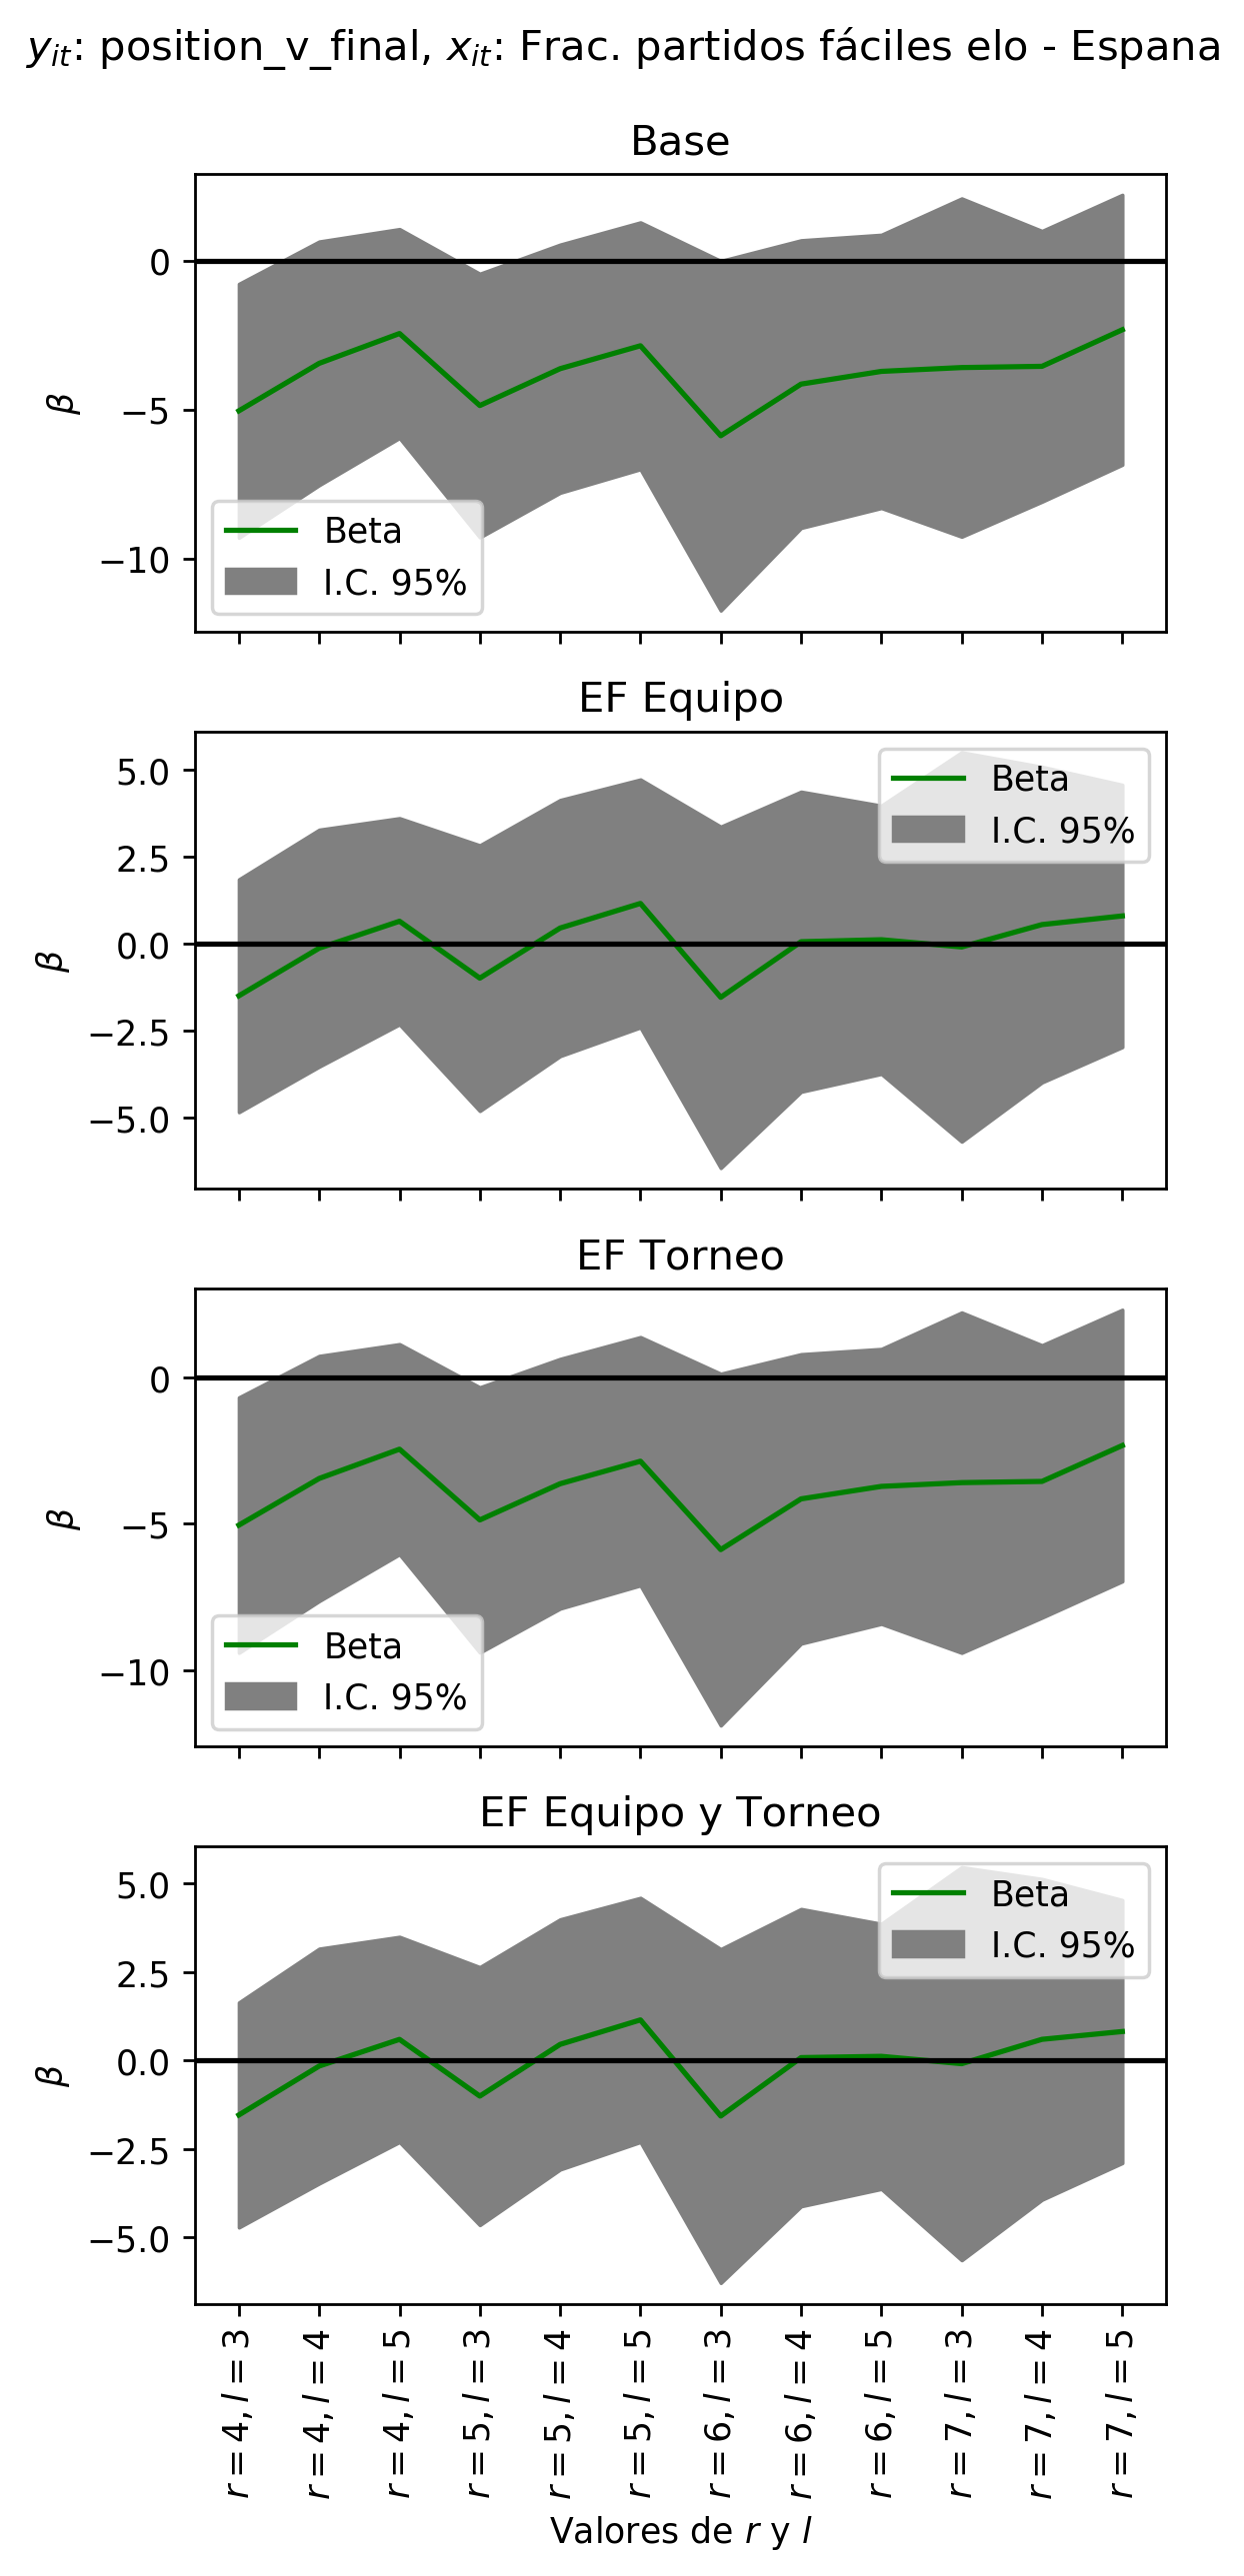 y_it: position_v_final, x_it: Frac. partidos fáciles elo - Espana
Base
0
−5
−10
β
Beta
I.C. 95%
EF Equipo
5.0
2.5
0.0
−2.5
−5.0
β
Beta
I.C. 95%
EF Torneo
0
−5
−10
β
Beta
I.C. 95%
EF Equipo y Torneo
5.0
2.5
0.0
−2.5
−5.0
β
Beta
I.C. 95%
r = 4, l = 3
r = 4, l = 4
r = 4, l = 5
r = 5, l = 3
r = 5, l = 4
r = 5, l = 5
r = 6, l = 3
r = 6, l = 4
r = 6, l = 5
r = 7, l = 3
r = 7, l = 4
r = 7, l = 5
Valores de r y l